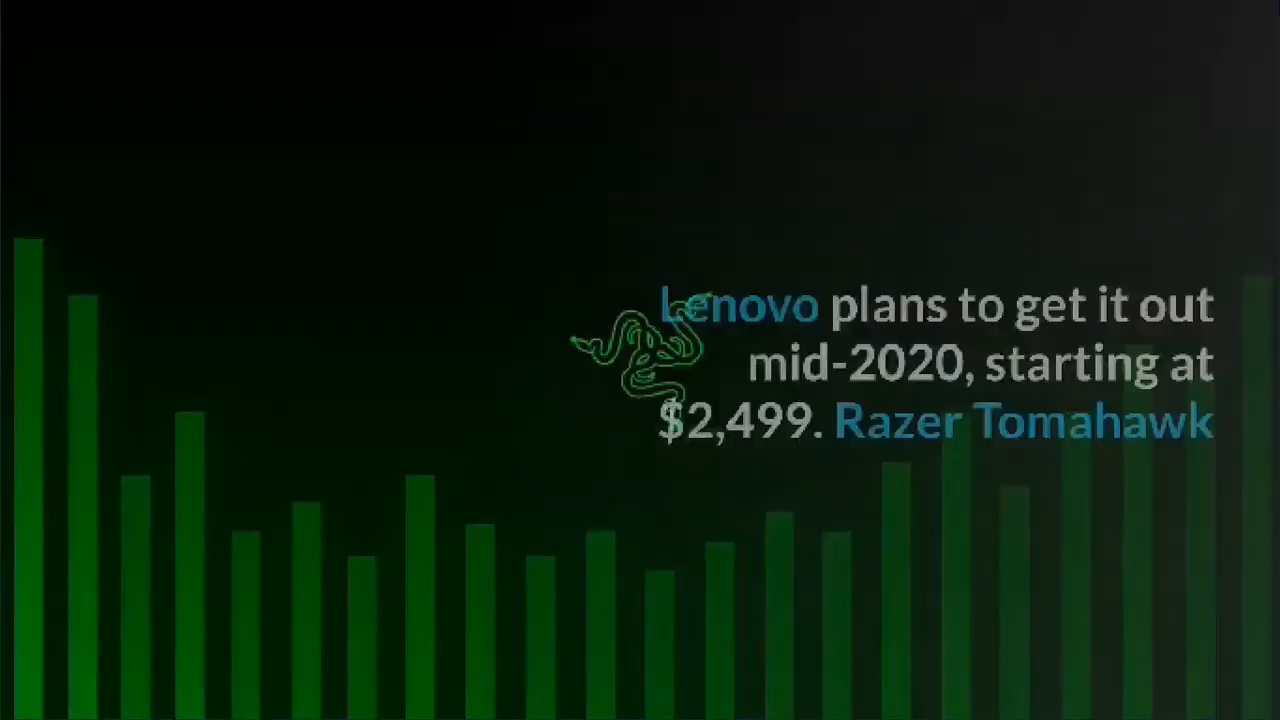 Lenovo plans to get it out
mid-2020, starting at
$2,499. Razer Tomahawk